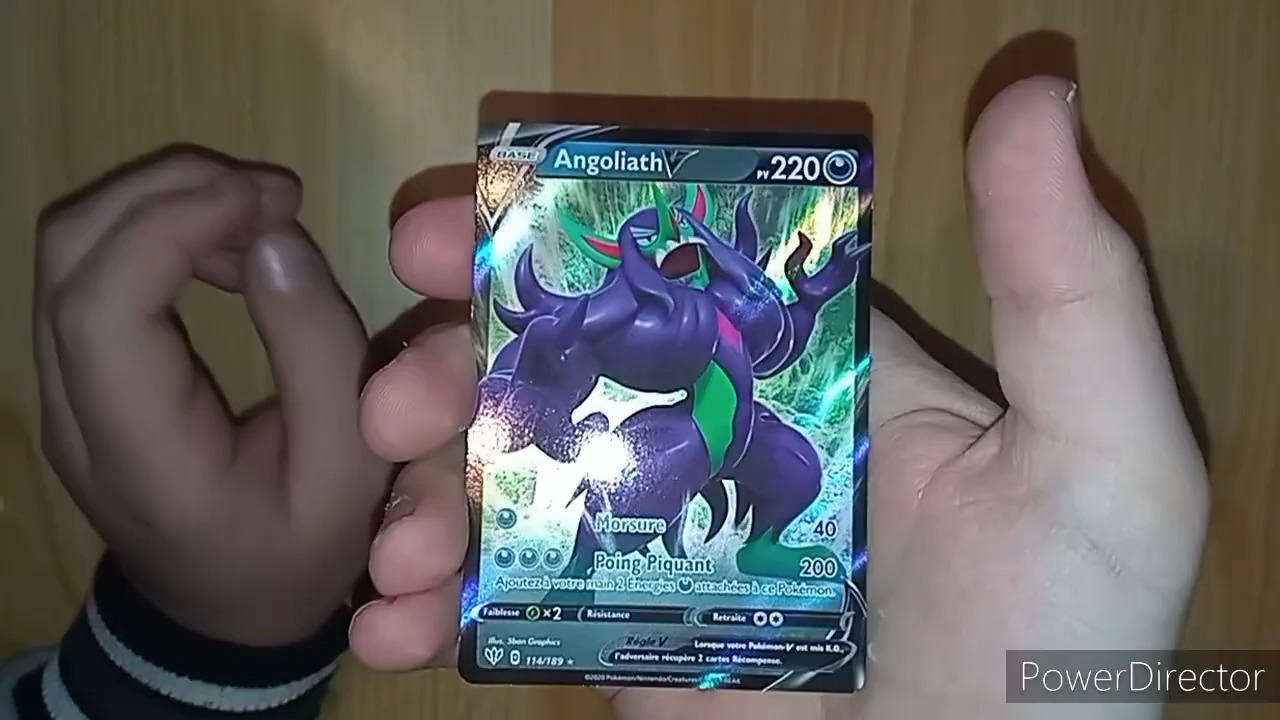 BASE Angoliath V PV 220
Morsure 40
Poing Piquant 200
Ajoutez à votre main 2 Énergies attachées à ce Pokémon.
Faiblesse ×2 Résistance Retraite
Illus. 5ban Graphics
Règle V Lorsque votre Pokémon-V est mis K.O.,
l'adversaire récupère 2 cartes Récompense.
114/189
©2020 Pokémon/Nintendo/Creatures/
PowerDirector